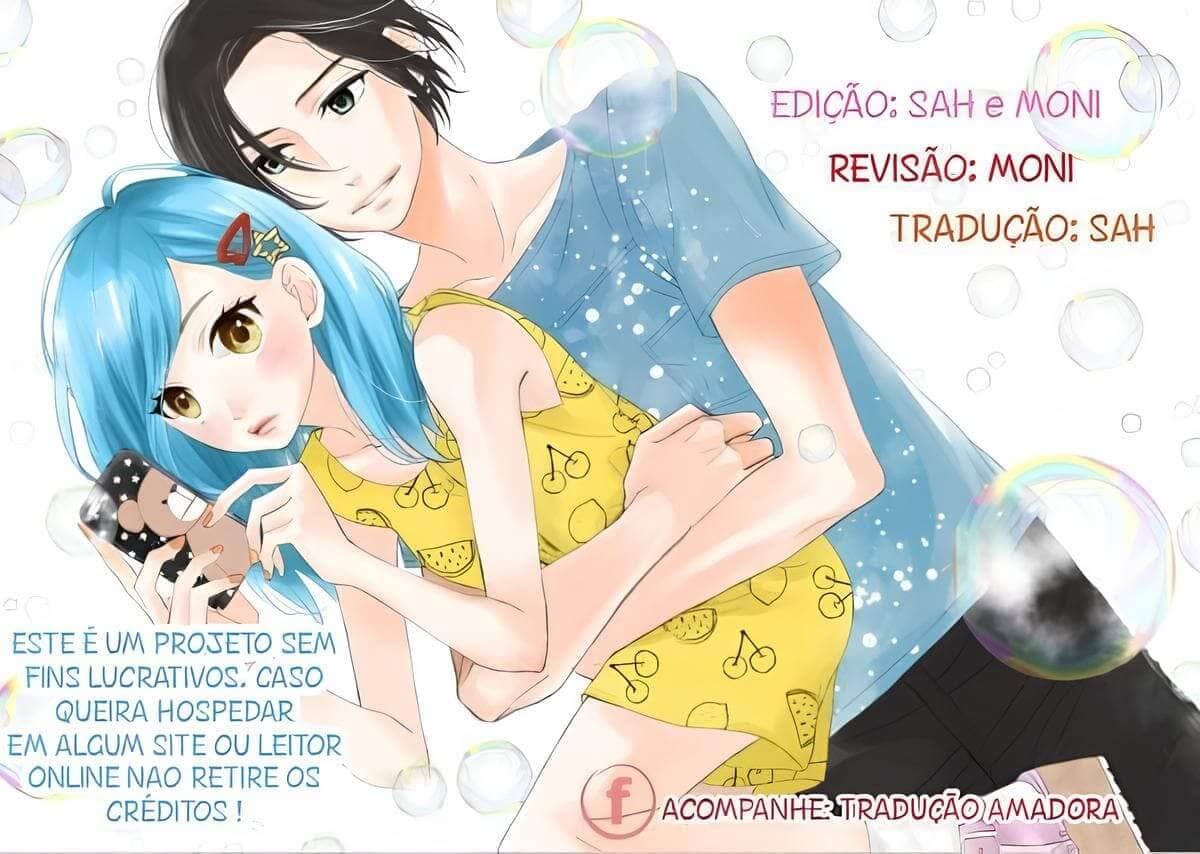 EDIÇÃO: SAH e MONI
REVISÃO: MONI
TRADUÇÃO: SAH
ESTE É UM PROJETO SEM
FINS LUCRATIVOS. CASO
QUEIRA HOSPEDAR
EM ALGUM SITE OU LEITOR
ONLINE NAO RETIRE OS
CRÉDITOS !
f ACOMPANHE: TRADUÇÃO AMADORA